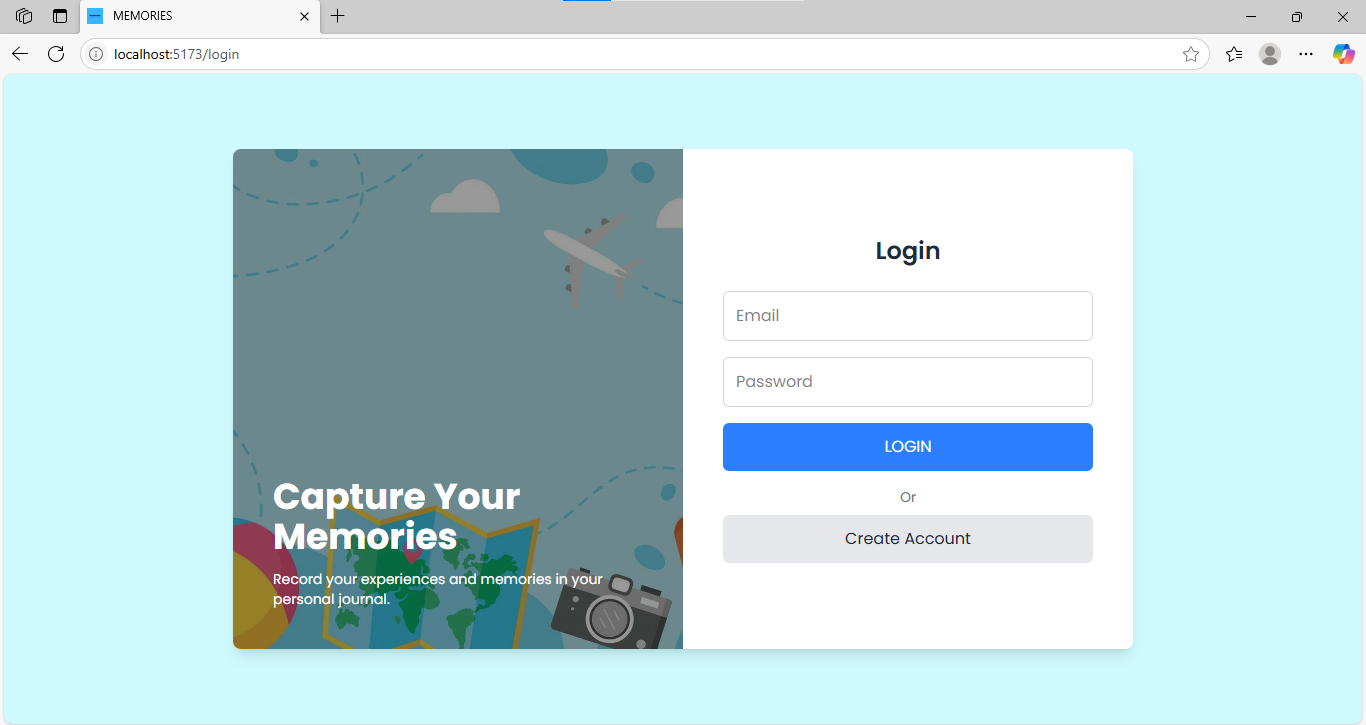 MEMORIES
localhost:5173/login
Capture Your
Memories
Record your experiences and memories in your
personal journal.
Login
Email
Password
LOGIN
Or
Create Account